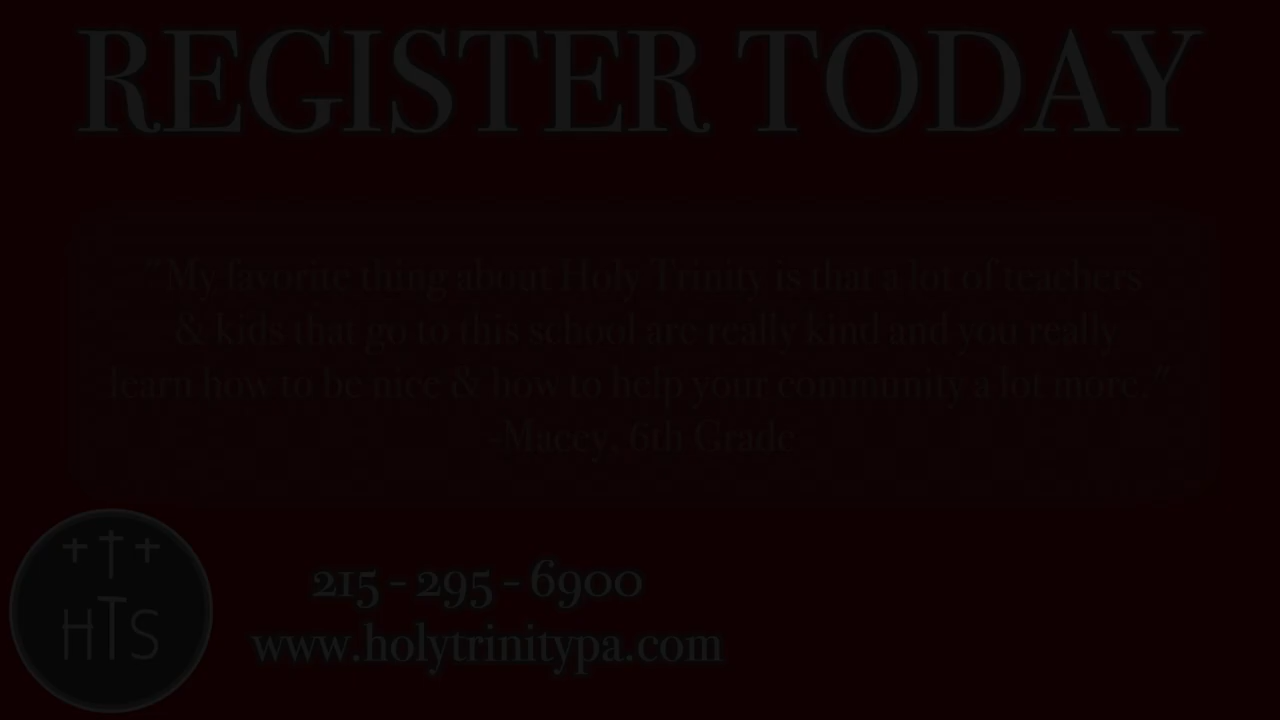 REGISTER TODAY
"My favorite thing about Holy Trinity is that a lot of teachers
& kids that go to this school are really kind and you really
learn how to be nice & how to help your community a lot more."
-Macey, 6th Grade
HTS
215 - 295 - 6900
www.holytrinitypa.com